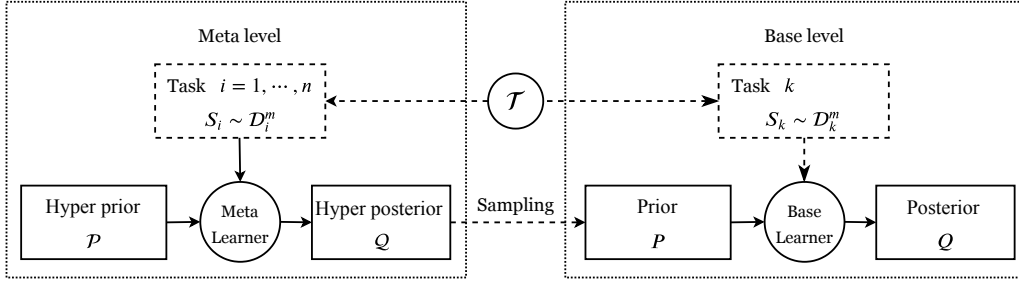 Meta level
Task i = 1, ⋯, n
S_i ∼ 𝒟_i^m
Hyper prior
𝒫
Meta
Learner
Hyper posterior
𝒬
Sampling
𝒯
Base level
Task k
S_k ∼ 𝒟_k^m
Prior
P
Base
Learner
Posterior
Q